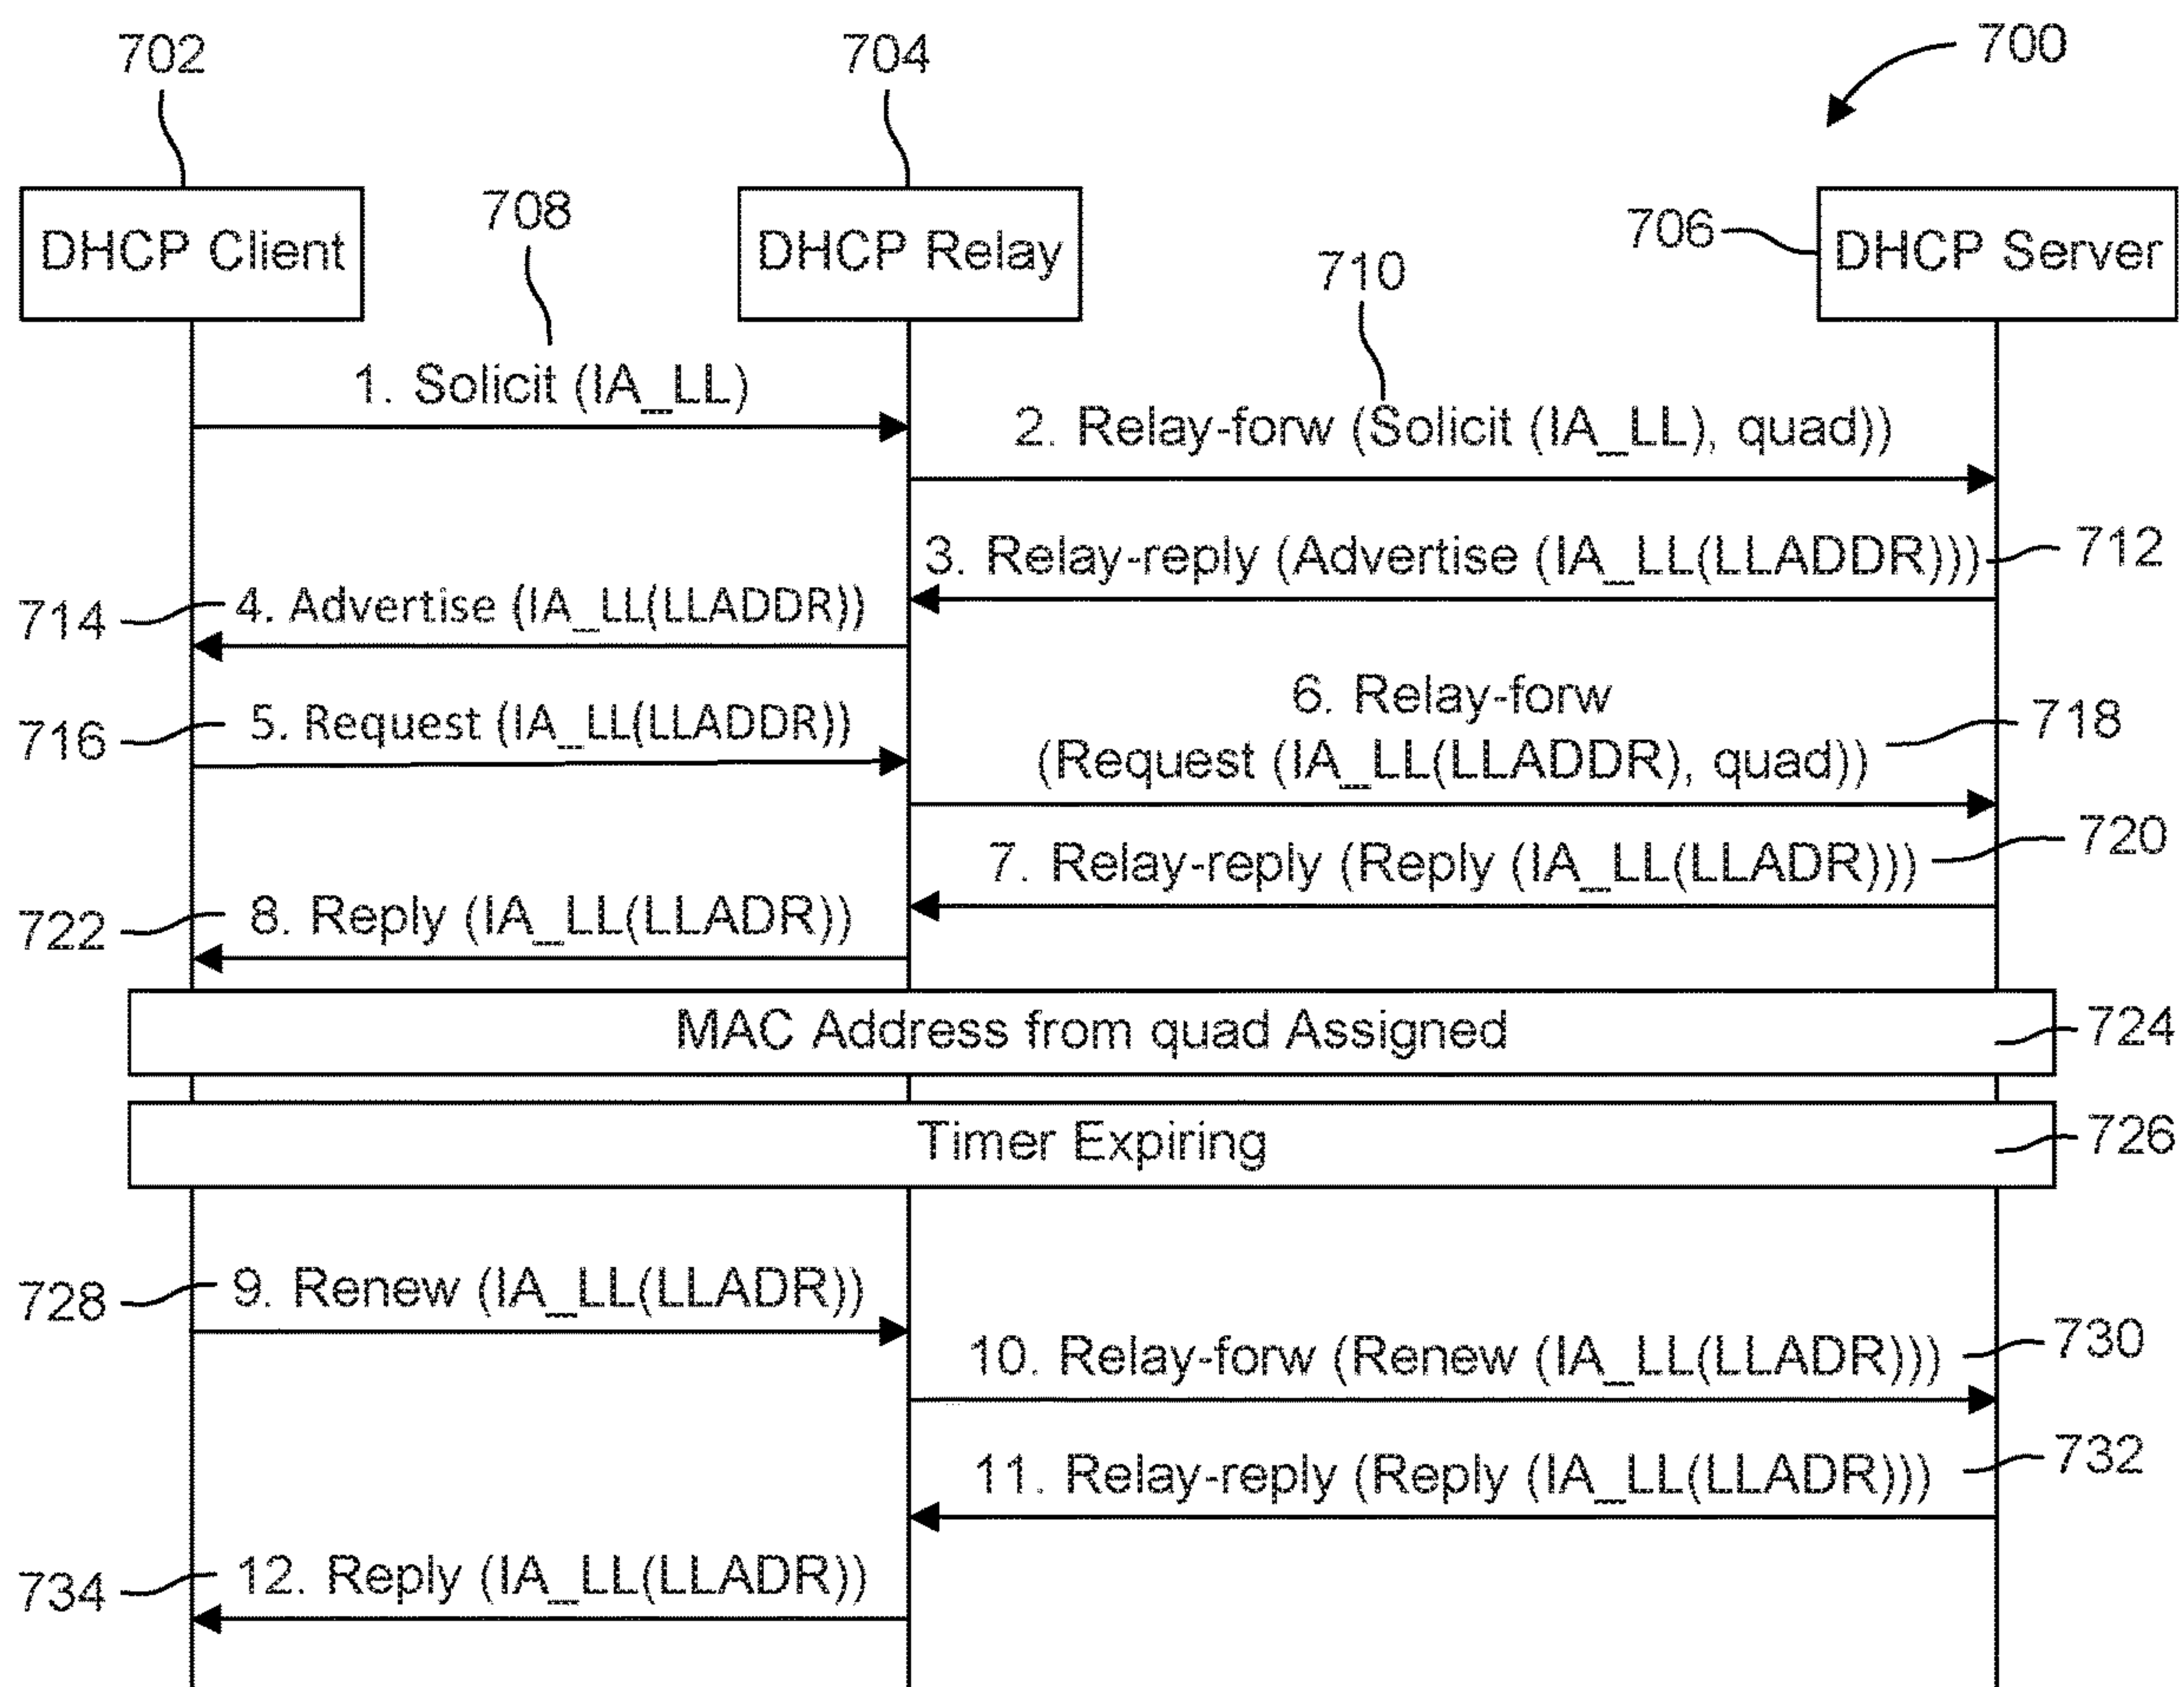 702
704
700
708
DHCP Client
DHCP Relay
706
DHCP Server
710
1. Solicit (IA_LL)
2. Relay-forw (Solicit (IA_LL), quad))
3. Relay-reply (Advertise (IA_LL(LLADDR)))
712
714
4. Advertise (IA_LL(LLADDR))
716
5. Request (IA_LL(LLADDR))
6. Relay-forw
(Request (IA_LL(LLADDR), quad))
718
7. Relay-reply (Reply (IA_LL(LLADR)))
720
722
8. Reply (IA_LL(LLADR))
MAC Address from quad Assigned
724
Timer Expiring
726
728
9. Renew (IA_LL(LLADR))
10. Relay-forw (Renew (IA_LL(LLADR)))
730
11. Relay-reply (Reply (IA_LL(LLADR)))
732
734
12. Reply (IA_LL(LLADR))